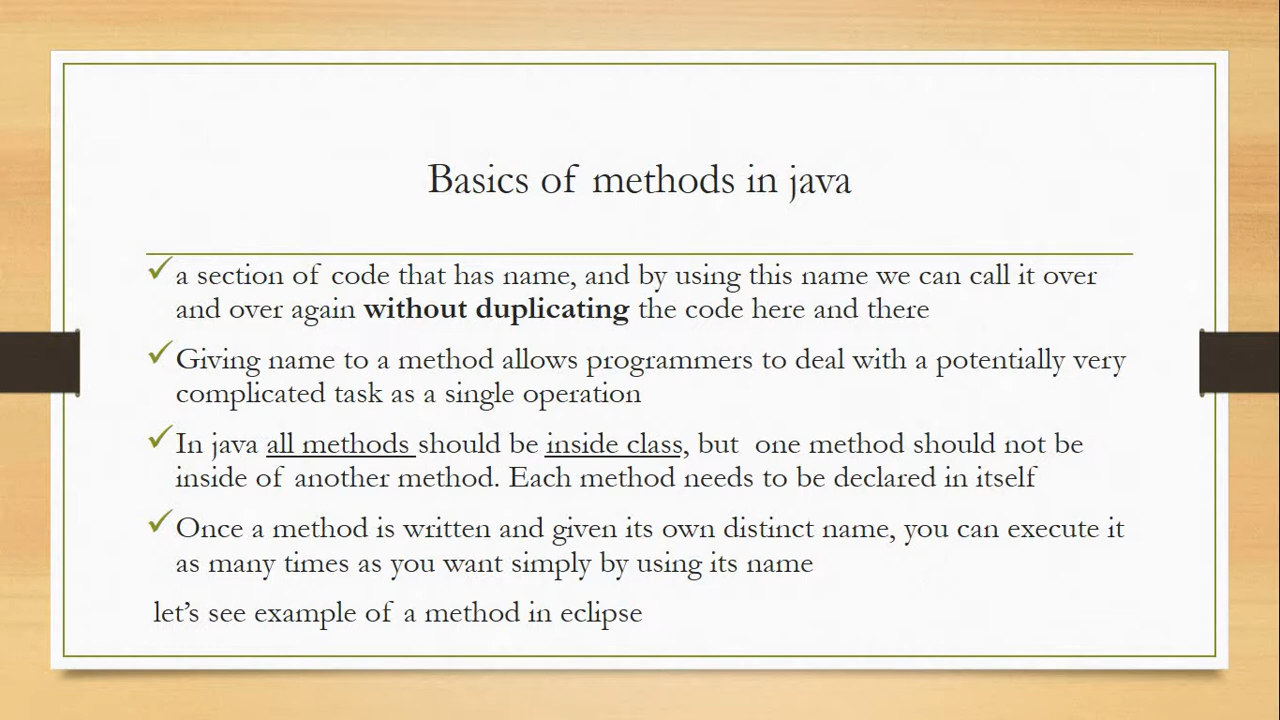 Basics of methods in java
a section of code that has name, and by using this name we can call it over
and over again without duplicating the code here and there
Giving name to a method allows programmers to deal with a potentially very
complicated task as a single operation
In java all methods should be inside class, but one method should not be
inside of another method. Each method needs to be declared in itself
Once a method is written and given its own distinct name, you can execute it
as many times as you want simply by using its name
let’s see example of a method in eclipse